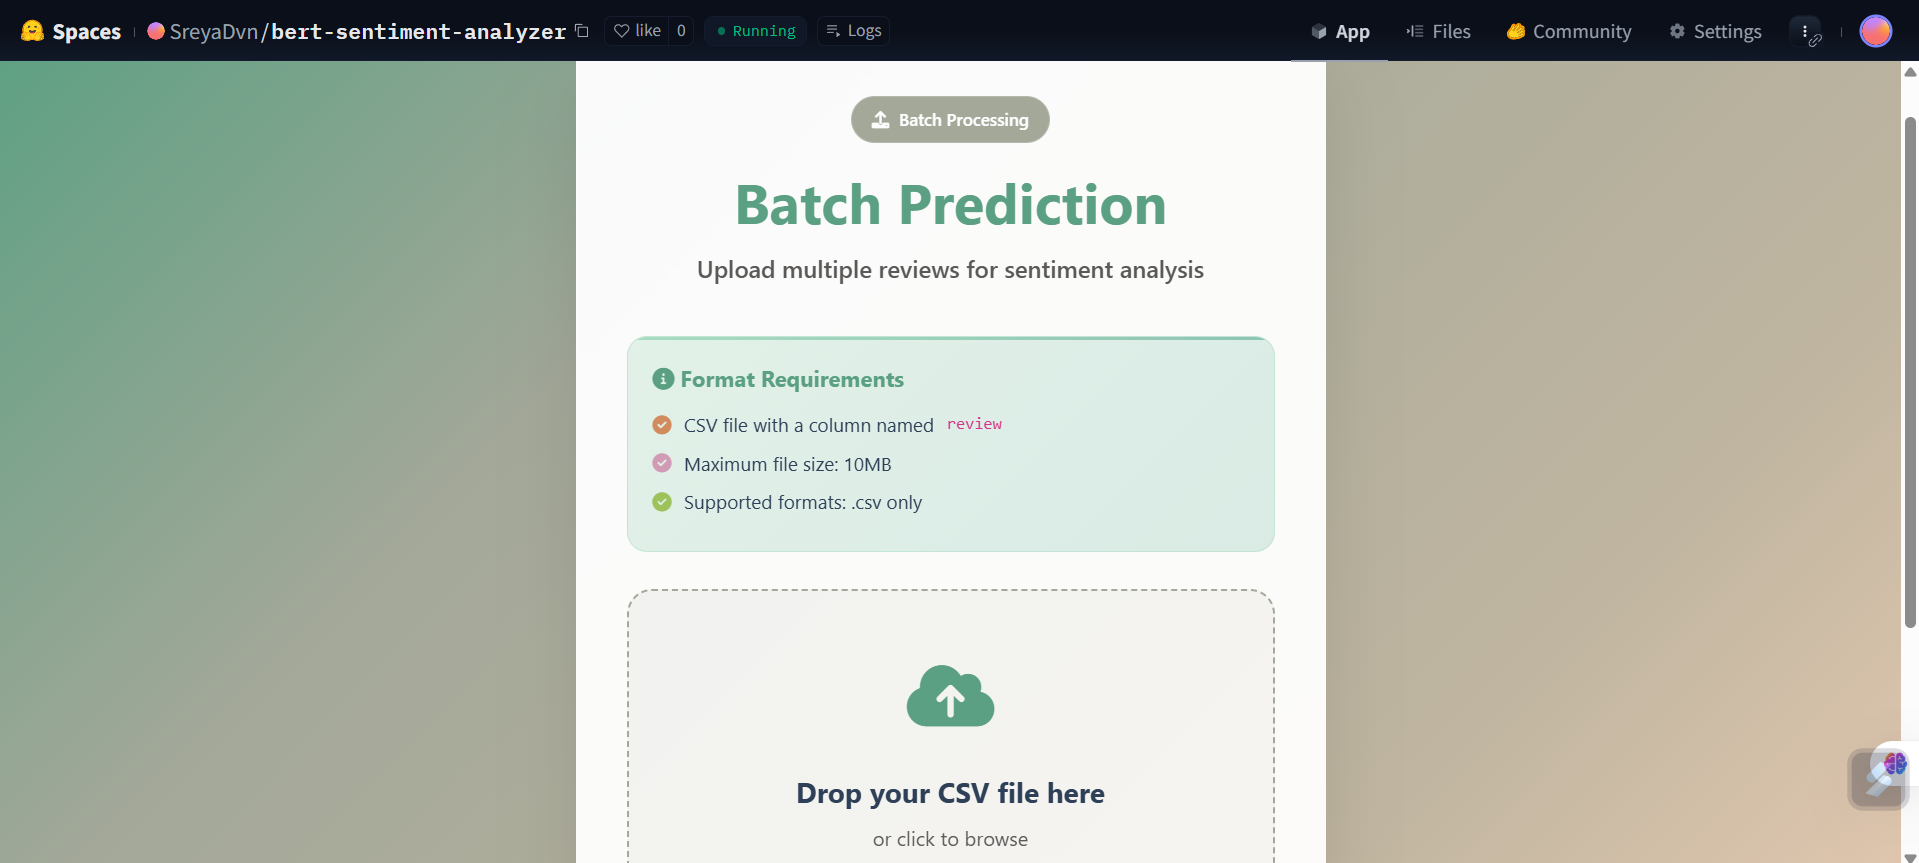 Spaces SreyaDvn/bert-sentiment-analyzer like 0 Running Logs App Files Community Settings
Batch Processing
Batch Prediction
Upload multiple reviews for sentiment analysis
Format Requirements
CSV file with a column named review
Maximum file size: 10MB
Supported formats: .csv only
Drop your CSV file here
or click to browse